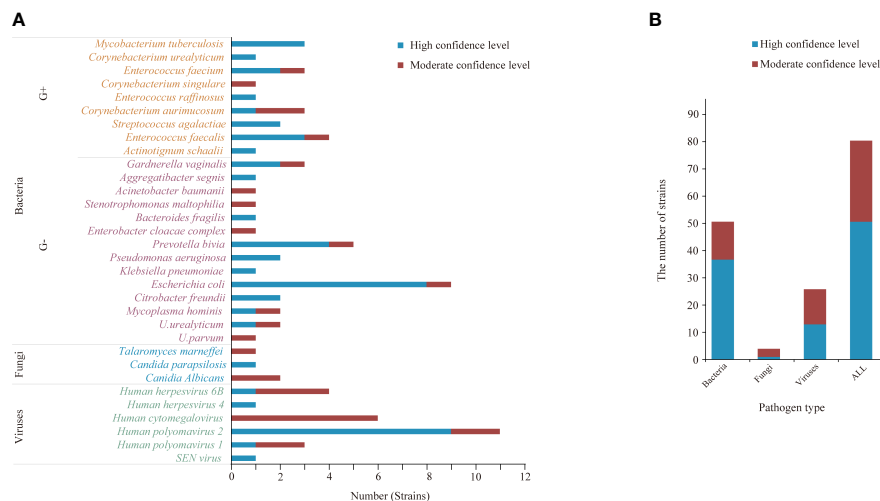 A
High confidence level
Moderate confidence level
Bacteria
G+
Mycobacterium tuberculosis
Corynebacterium urealyticum
Enterococcus faecium
Corynebacterium singulare
Enterococcus raffinosus
Corynebacterium aurimucosum
Streptococcus agalactiae
Enterococcus faecalis
Actinotignum schaalii
G-
Gardnerella vaginalis
Aggregatibacter segnis
Acinetobacter baumanii
Stenotrophomonas maltophilia
Bacteroides fragilis
Enterobacter cloacae complex
Prevotella bivia
Pseudomonas aeruginosa
Klebsiella pneumoniae
Escherichia coli
Citrobacter freundii
Mycoplasma hominis
U.urealyticum
U.parvum
Fungi
Talaromyces marneffei
Candida parapsilosis
Canidia Albicans
Viruses
Human herpesvirus 6B
Human herpesvirus 4
Human cytomegalovirus
Human polyomavirus 2
Human polyomavirus 1
SEN virus
0 2 4 6 8 10 12
Number (Strains)
B
High confidence level
Moderate confidence level
The number of strains
90
80
70
60
50
40
30
20
10
0
Bacteria Fungi Viruses ALL
Pathogen type